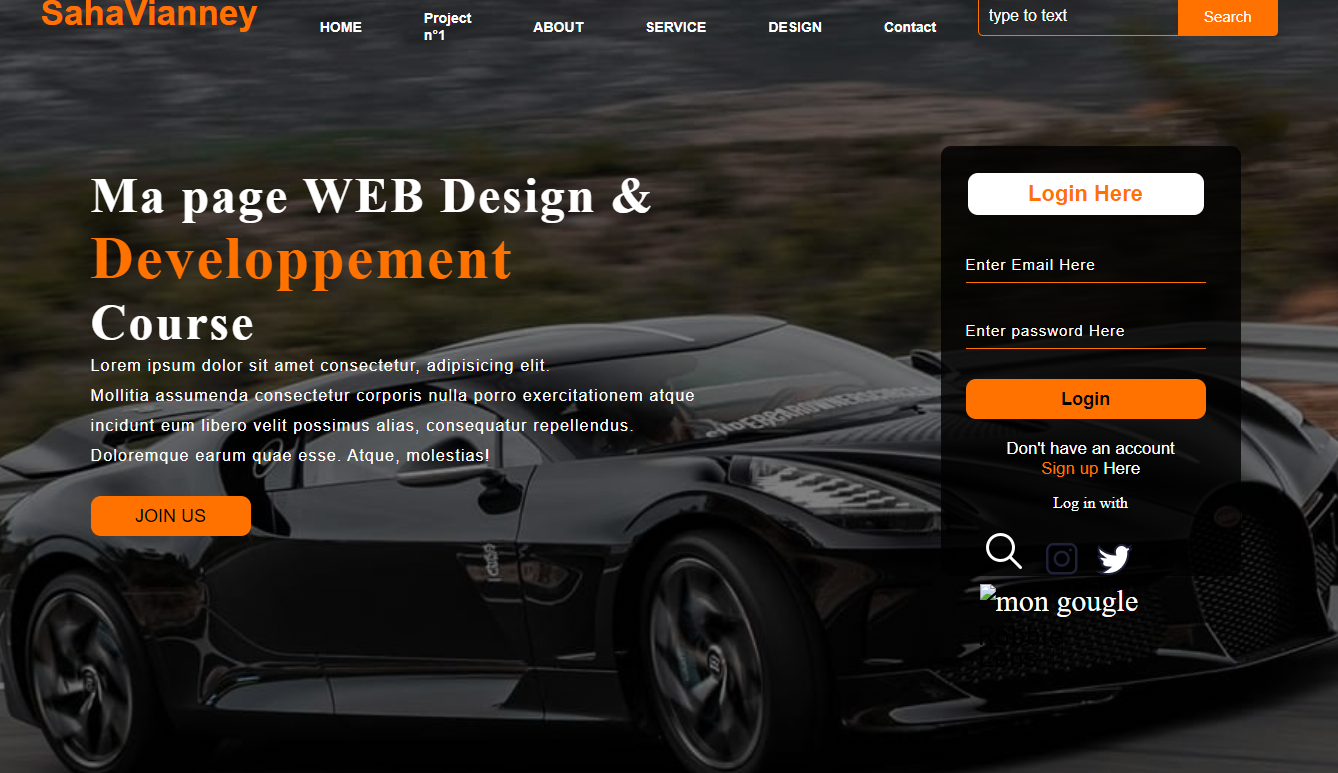 SahaVianney
HOME
Project
n°1
ABOUT
SERVICE
DESIGN
Contact
type to text
Search
Ma page WEB Design &
Developpement
Course
Lorem ipsum dolor sit amet consectetur, adipisicing elit.
Mollitia assumenda consectetur corporis nulla porro exercitationem atque
incidunt eum libero velit possimus alias, consequatur repellendus.
Doloremque earum quae esse. Atque, molestias!
JOIN US
Login Here
Enter Email Here
Enter password Here
Login
Don't have an account
Sign up Here
Log in with
mon gougle